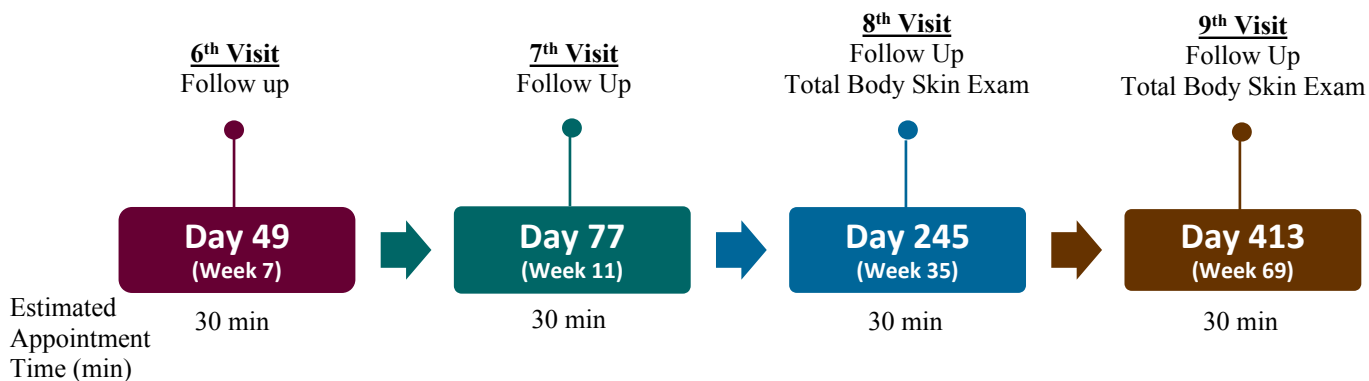 6th Visit
Follow up
7th Visit
Follow Up
8th Visit
Follow Up
Total Body Skin Exam
9th Visit
Follow Up
Total Body Skin Exam
Day 49
(Week 7)
Day 77
(Week 11)
Day 245
(Week 35)
Day 413
(Week 69)
Estimated
Appointment
Time (min)
30 min
30 min
30 min
30 min